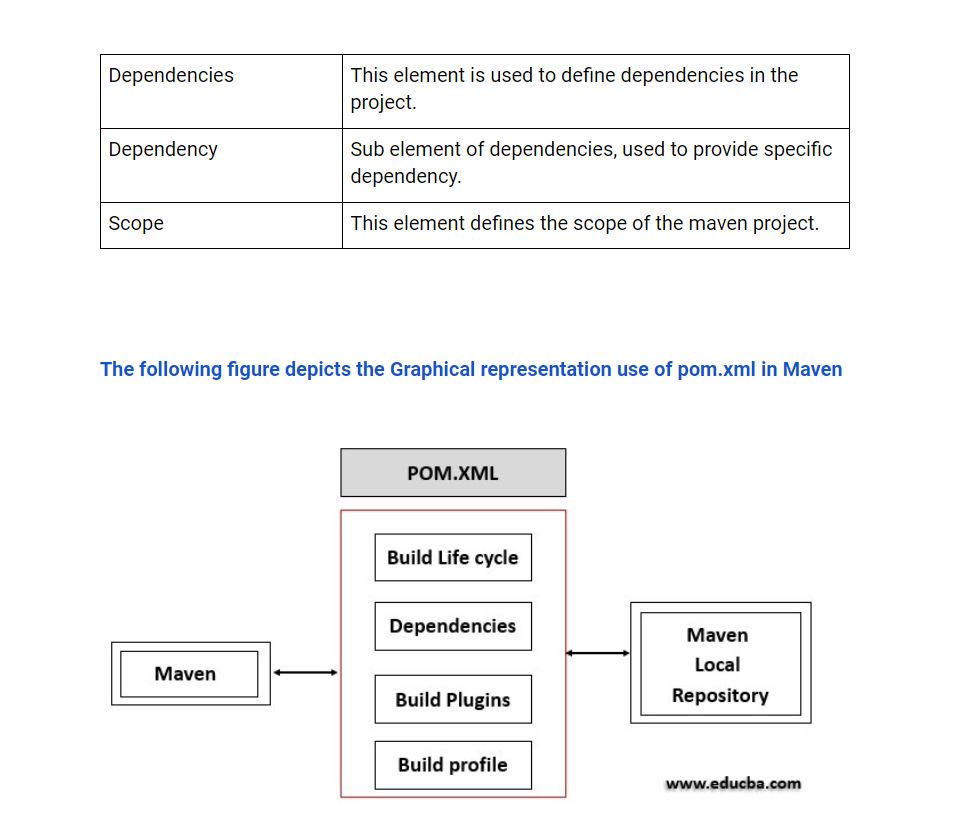 Dependencies
This element is used to define dependencies in the
project.
Dependency
Sub element of dependencies, used to provide specific
dependency.
Scope
This element defines the scope of the maven project.
The following figure depicts the Graphical representation use of pom.xml in Maven
POM.XML
Build Life cycle
Dependencies
Build Plugins
Build profile
Maven
Maven
Local
Repository
www.educba.com